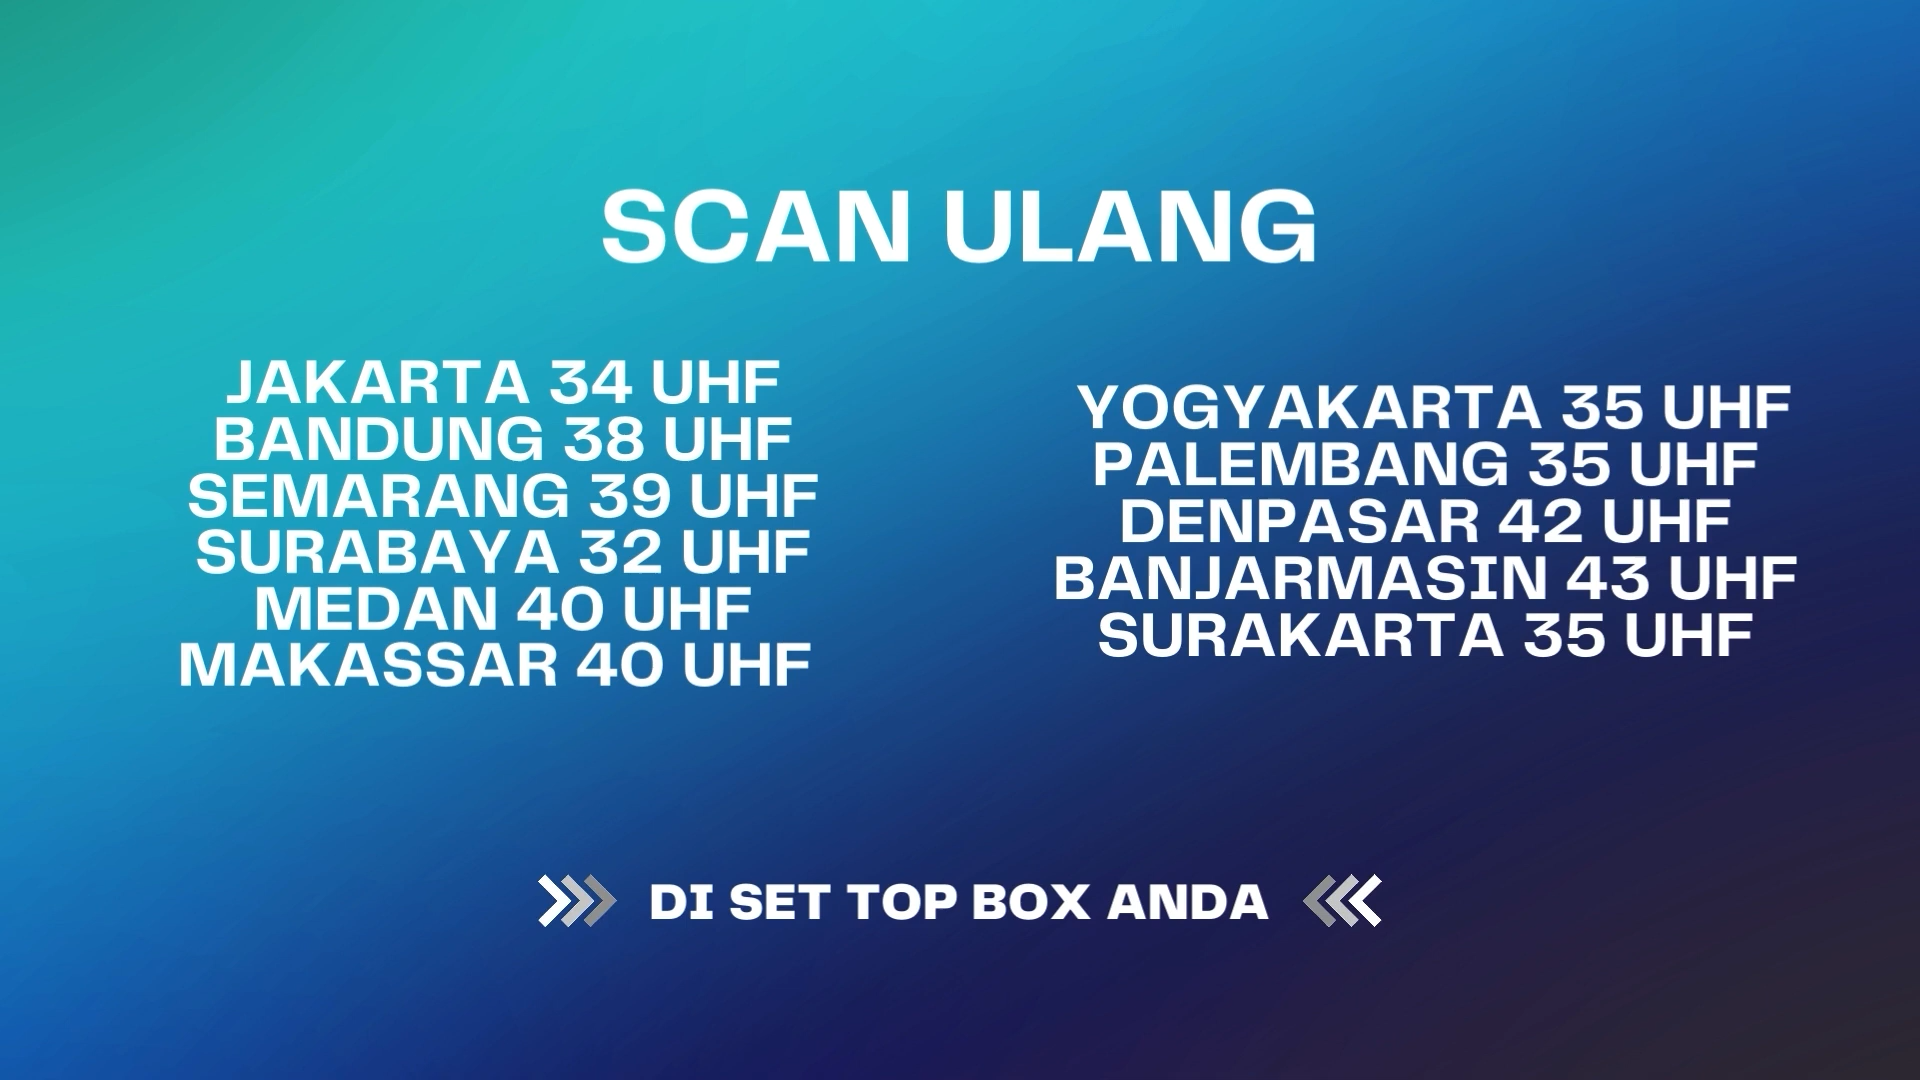 SCAN ULANG
JAKARTA 34 UHF
BANDUNG 38 UHF
SEMARANG 39 UHF
SURABAYA 32 UHF
MEDAN 40 UHF
MAKASSAR 40 UHF
YOGYAKARTA 35 UHF
PALEMBANG 35 UHF
DENPASAR 42 UHF
BANJARMASIN 43 UHF
SURAKARTA 35 UHF
DI SET TOP BOX ANDA